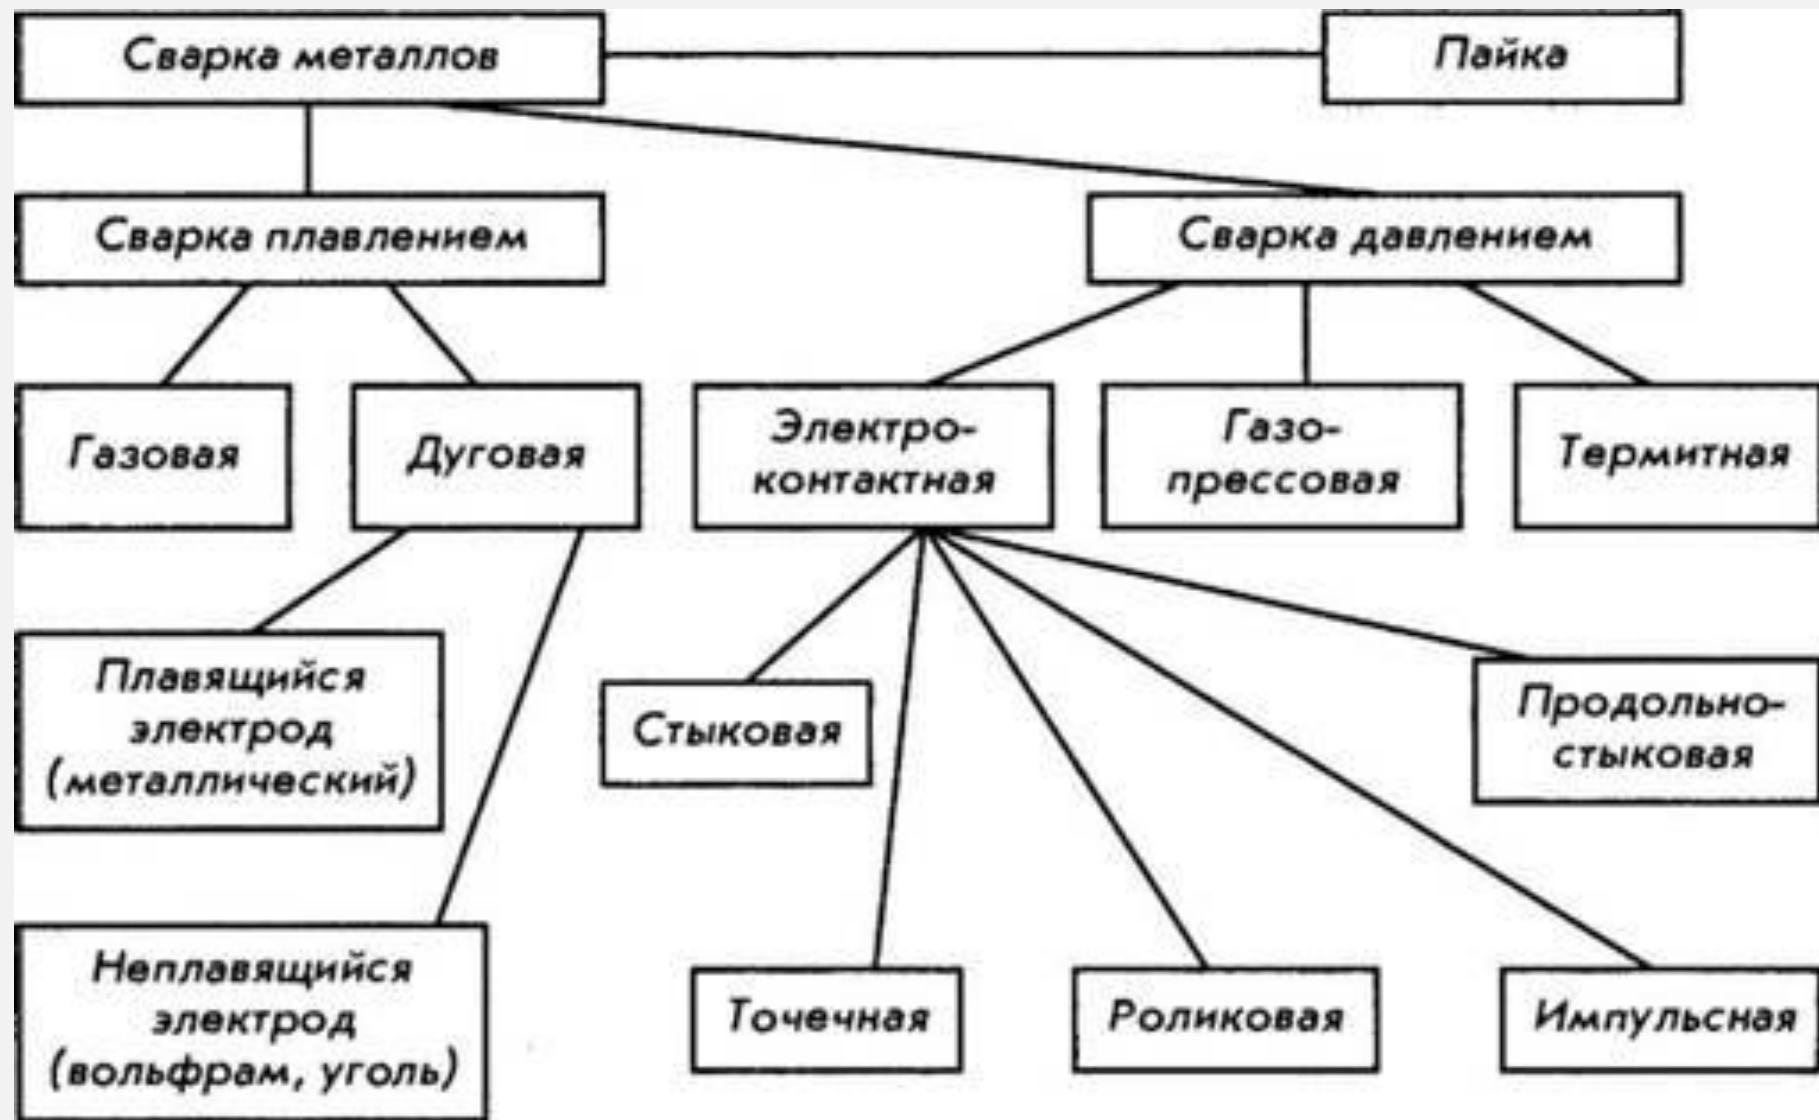 Сварка металлов
Пайка
Сварка плавлением
Сварка давлением
Газовая
Дуговая
Электро-
контактная
Газо-
прессовая
Термитная
Плавящийся
электрод
(металлический)
Стыковая
Продольно-
стыковая
Неплавящийся
электрод
(вольфрам, уголь)
Точечная
Роликовая
Импульсная